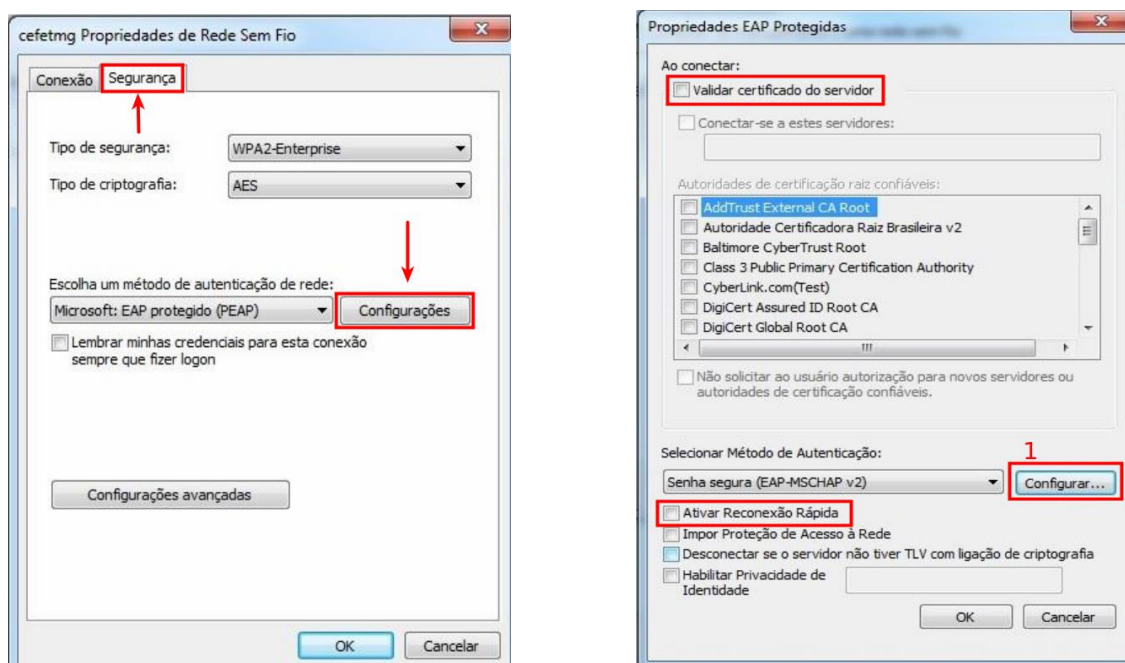 cefetmg Propriedades de Rede Sem Fio
Conexão
Segurança
Tipo de segurança:
WPA2-Enterprise
Tipo de criptografia:
AES
Escolha um método de autenticação de rede:
Microsoft: EAP protegido (PEAP)
Configurações
Lembrar minhas credenciais para esta conexão
sempre que fizer logon
Configurações avançadas
OK
Cancelar
Propriedades EAP Protegidas
Ao conectar:
Validar certificado do servidor
Conectar-se a estes servidores:
Autoridades de certificação raiz confiáveis:
AddTrust External CA Root
Autoridade Certificadora Raiz Brasileira v2
Baltimore CyberTrust Root
Class 3 Public Primary Certification Authority
CyberLink.com(Test)
DigiCert Assured ID Root CA
DigiCert Global Root CA
Não solicitar ao usuário autorização para novos servidores ou
autoridades de certificação confiáveis.
Selecionar Método de Autenticação:
1
Senha segura (EAP-MSCHAP v2)
Configurar...
Ativar Reconexão Rápida
Impor Proteção de Acesso à Rede
Desconectar se o servidor não tiver TLV com ligação de criptografia
Habilitar Privacidade de
Identidade
OK
Cancelar